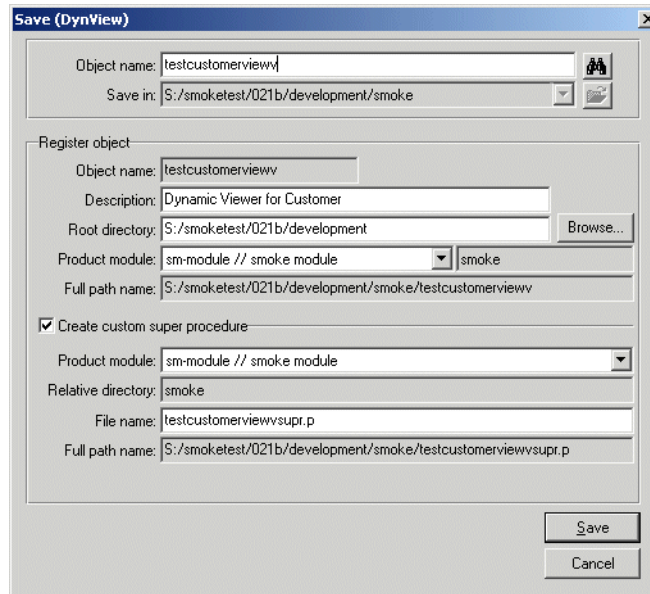 Save (DynView)
Object name: testcustomerviewv
Save in: S:/smoketest/021b/development/smoke
Register object
Object name: testcustomerviewv
Description: Dynamic Viewer for Customer
Root directory: S:/smoketest/021b/development Browse...
Product module: sm-module // smoke module smoke
Full path name: S:/smoketest/021b/development/smoke/testcustomerviewv
Create custom super procedure
Product module: sm-module // smoke module
Relative directory: smoke
File name: testcustomerviewvsupr.p
Full path name: S:/smoketest/021b/development/smoke/testcustomerviewvsupr.p
Save
Cancel